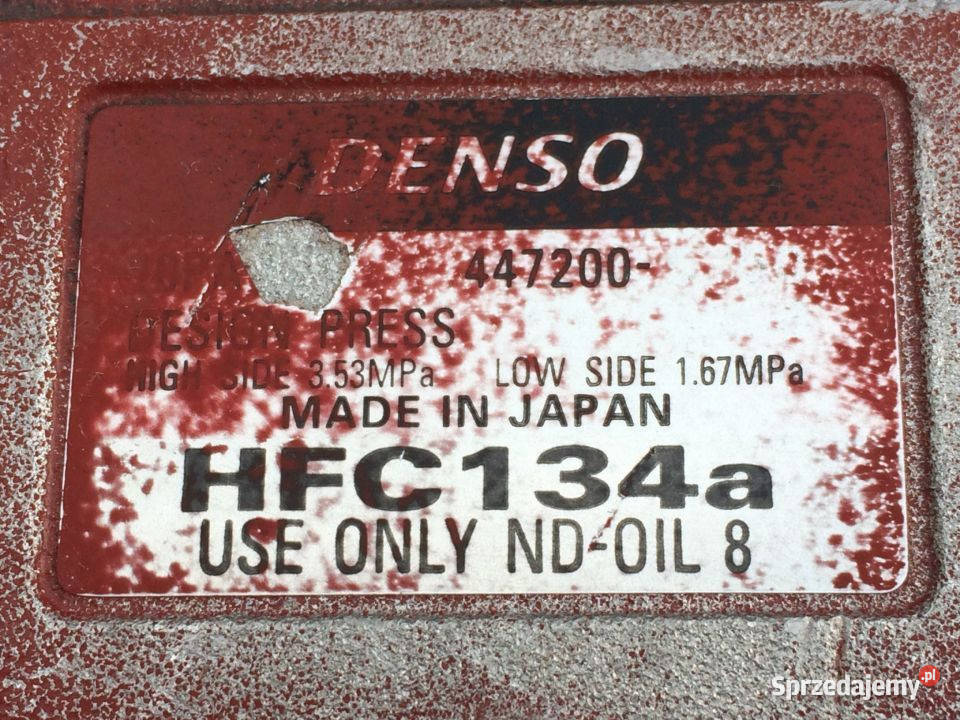 DENSO
447200-
DESIGN PRESS
HIGH SIDE 3.53MPa LOW SIDE 1.67MPa
MADE IN JAPAN
HFC134a
USE ONLY ND-OIL 8
Sprzedajemy.pl